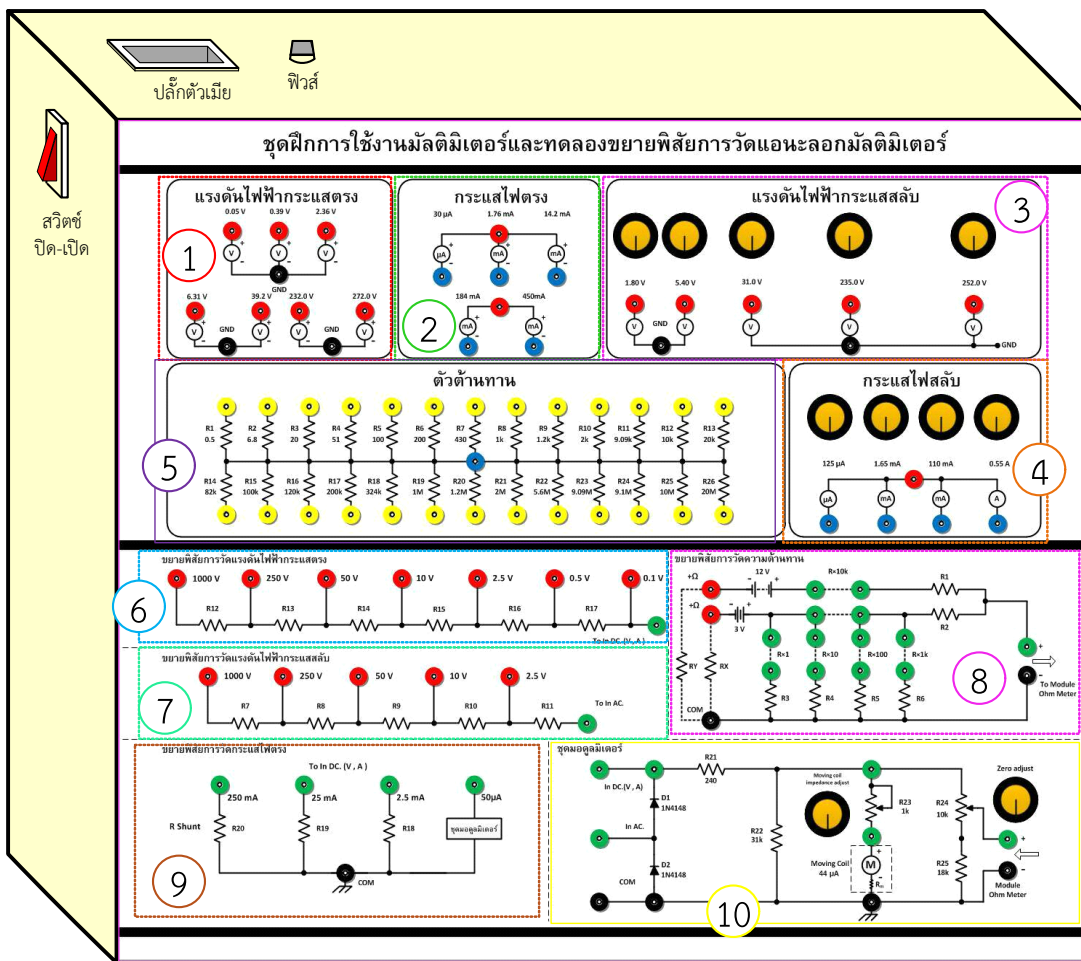 ปลั๊กตัวเมีย
ฟิวส์
สวิตซ์
ปิด-เปิด
ชุดฝึกการใช้งานมัลติมิเตอร์และทดลองขยายพิสัยการวัดแอนะลอกมัลติมิเตอร์
แรงดันไฟฟ้ากระแสตรง
0.05 V 0.39 V 2.36 V
1
V V V
+ + +
- - -
GND
6.31 V 39.2 V 232.0 V 272.0 V
V V V V
+ + + +
- - - -
GND GND
กระแสไฟตรง
30 µA 1.76 mA 14.2 mA
µA mA mA
+ + +
- - -
184 mA 450mA
2
mA mA
+ +
- -
แรงดันไฟฟ้ากระแสสลับ
3
1.80 V 5.40 V 31.0 V 235.0 V 252.0 V
V V V V V
GND
GND
ตัวต้านทาน
R1 R2 R3 R4 R5 R6 R7 R8 R9 R10 R11 R12 R13
0.5 6.8 20 51 100 200 430 1k 1.2k 2k 9.09k 10k 20k
5
R14 R15 R16 R17 R18 R19 R20 R21 R22 R23 R24 R25 R26
82k 100k 120k 200k 324k 1M 1.2M 2M 5.6M 9.09M 9.1M 10M 20M
กระแสไฟสลับ
125 µA 1.65 mA 110 mA 0.55 A
4
µA mA mA A
ขยายพิสัยการวัดแรงดันไฟฟ้ากระแสตรง
1000 V 250 V 50 V 10 V 2.5 V 0.5 V 0.1 V
6
R12 R13 R14 R15 R16 R17
To In DC. (V , A )
ขยายพิสัยการวัดแรงดันไฟฟ้ากระแสสลับ
1000 V 250 V 50 V 10 V 2.5 V
7
To In AC.
R7 R8 R9 R10 R11
ขยายพิสัยการวัดความต้านทาน
+Ω 12 V R×10k R1
- +
+Ω R2
- +
3 V
R×1 R×10 R×100 R×1k
RY RX
R3 R4 R5 R6
COM
8
+
-
To Module
Ohm Meter
ขยายพิสัยการวัดกระแสไฟตรง
To In DC. (V , A )
250 mA 25 mA 2.5 mA 50µA
R Shunt R20 R19 R18 ชุดมอดูลมิเตอร์
COM
9
ชุดมอดูลมิเตอร์
R21
240
In DC.(V , A)
D1
1N4148
In AC.
D2
1N4148
COM
R22
31k
Moving coil
impedance adjust
R23
1k
Moving Coil
44 µA
+
M
-
R24
10k
Zero adjust
+
-
R25
18k
Module
Ohm Meter
10